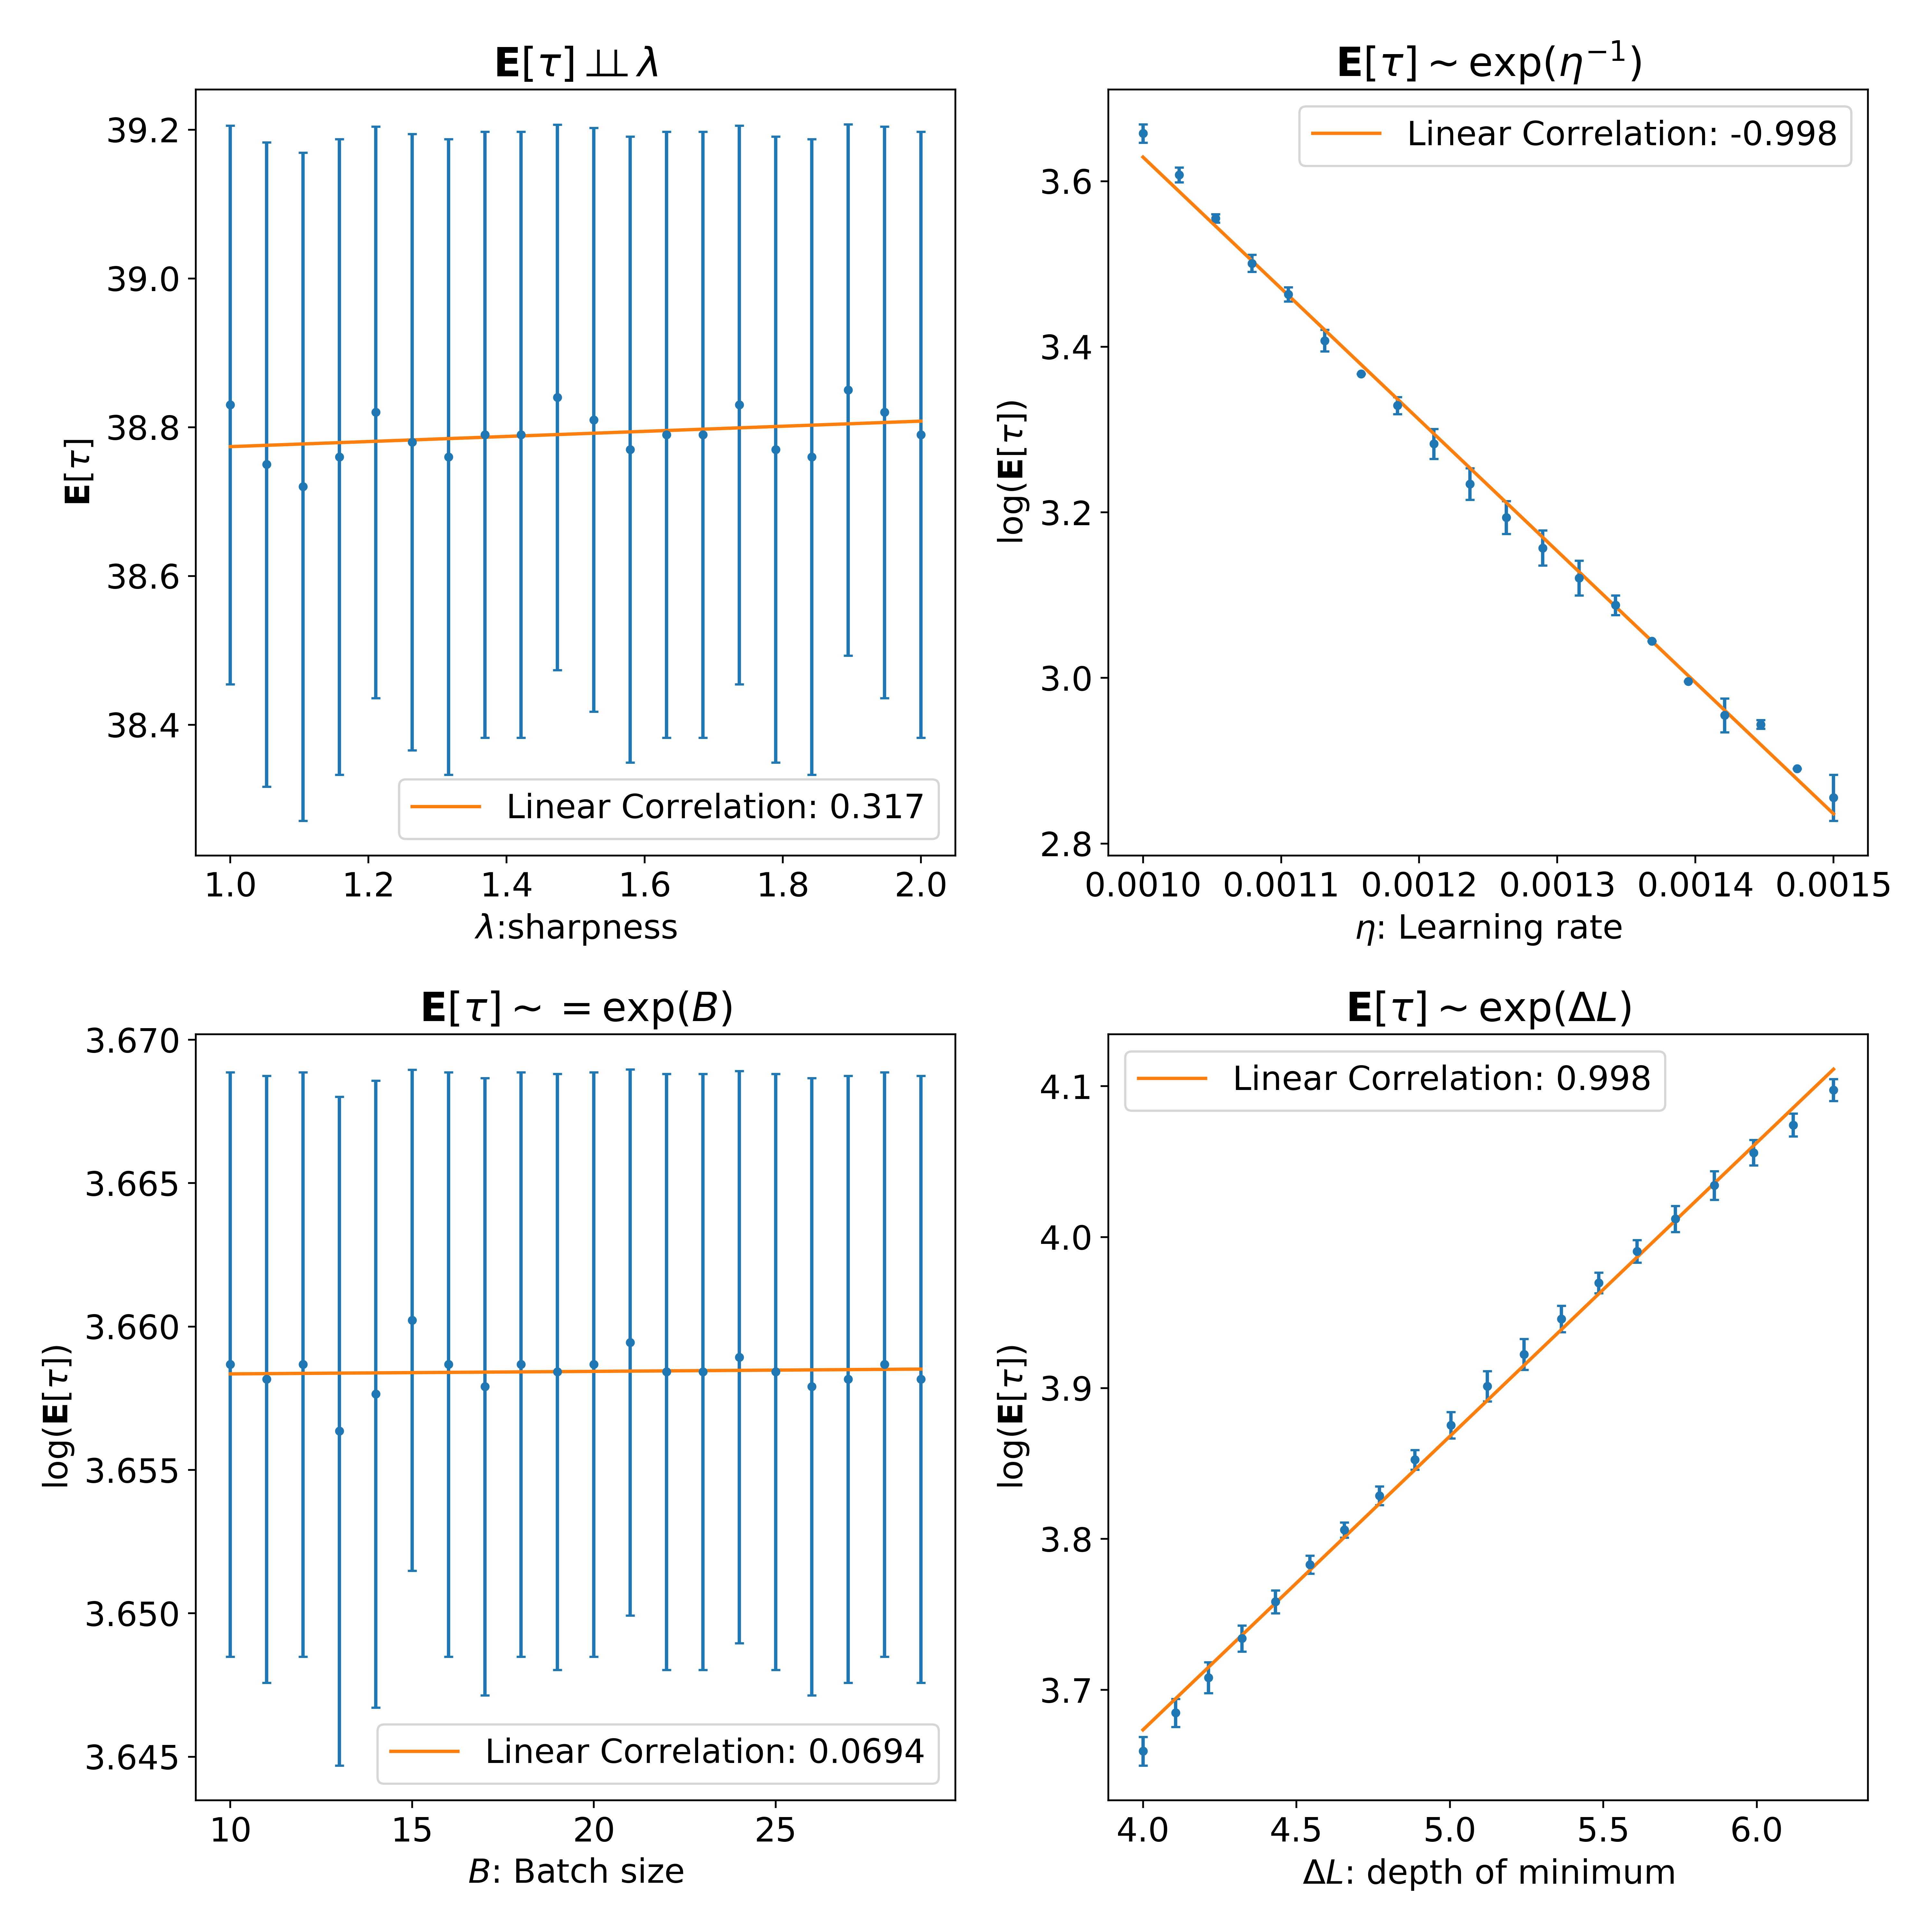 E[τ] ⫫ λ
39.2
39.0
38.8
38.6
38.4
E[τ]
Linear Correlation: 0.317
1.0 1.2 1.4 1.6 1.8 2.0
λ:sharpness
E[τ] ~ exp(η⁻¹)
Linear Correlation: -0.998
3.6
3.4
3.2
3.0
2.8
log(E[τ])
0.0010 0.0011 0.0012 0.0013 0.0014 0.0015
η: Learning rate
E[τ] ~ = exp(B)
3.670
3.665
3.660
3.655
3.650
3.645
log(E[τ])
Linear Correlation: 0.0694
10 15 20 25
B: Batch size
E[τ] ~ exp(ΔL)
Linear Correlation: 0.998
4.1
4.0
3.9
3.8
3.7
log(E[τ])
4.0 4.5 5.0 5.5 6.0
ΔL: depth of minimum